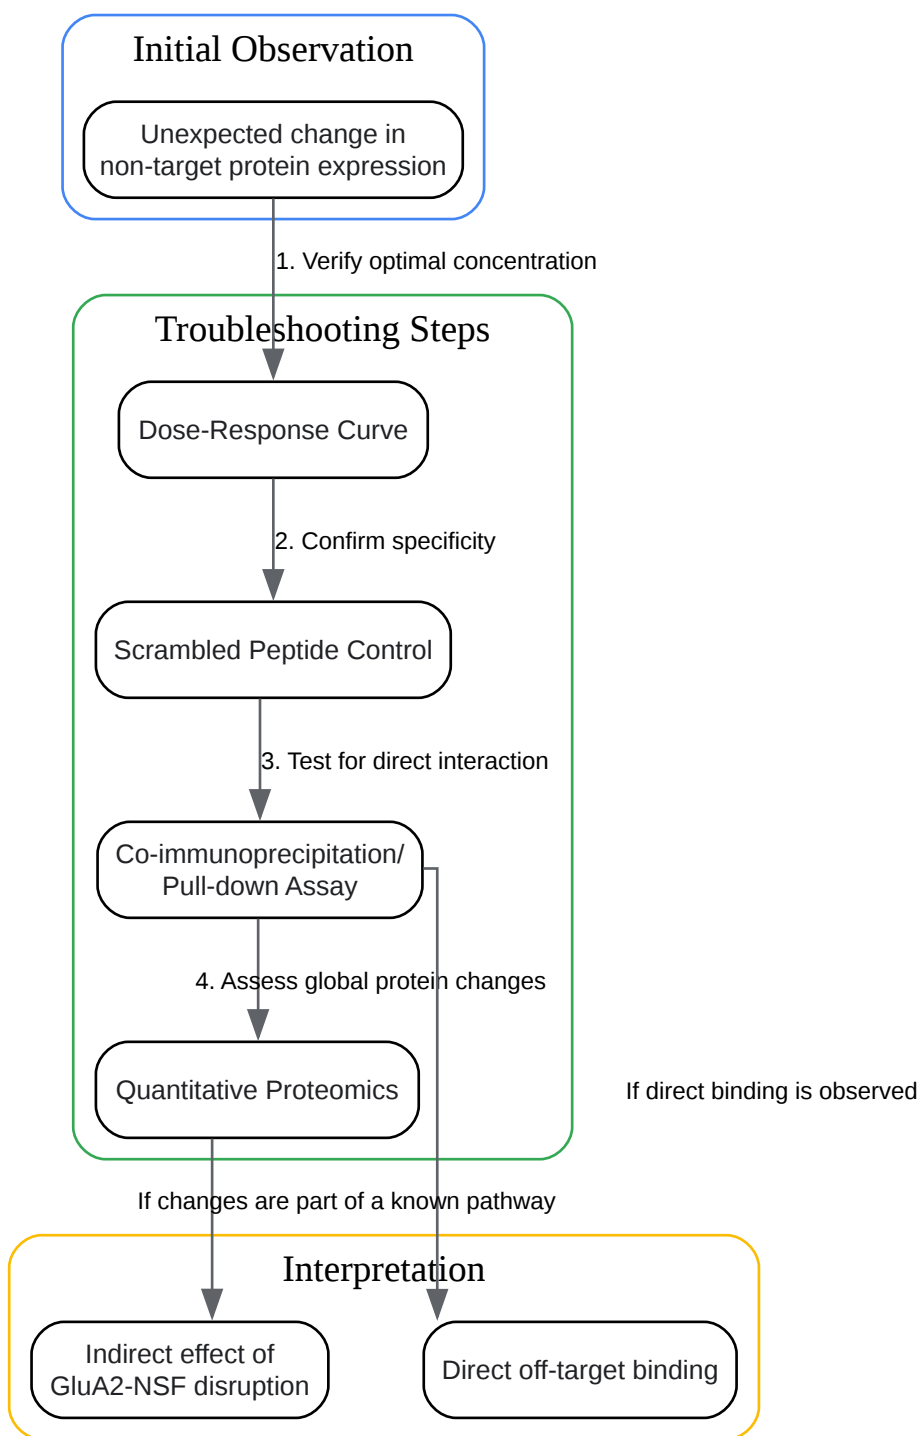 Initial Observation
Unexpected change in
non-target protein expression
1. Verify optimal concentration
Troubleshooting Steps
Dose-Response Curve
2. Confirm specificity
Scrambled Peptide Control
3. Test for direct interaction
Co-immunoprecipitation/
Pull-down Assay
4. Assess global protein changes
Quantitative Proteomics
If direct binding is observed
If changes are part of a known pathway
Interpretation
Indirect effect of
GluA2-NSF disruption
Direct off-target binding